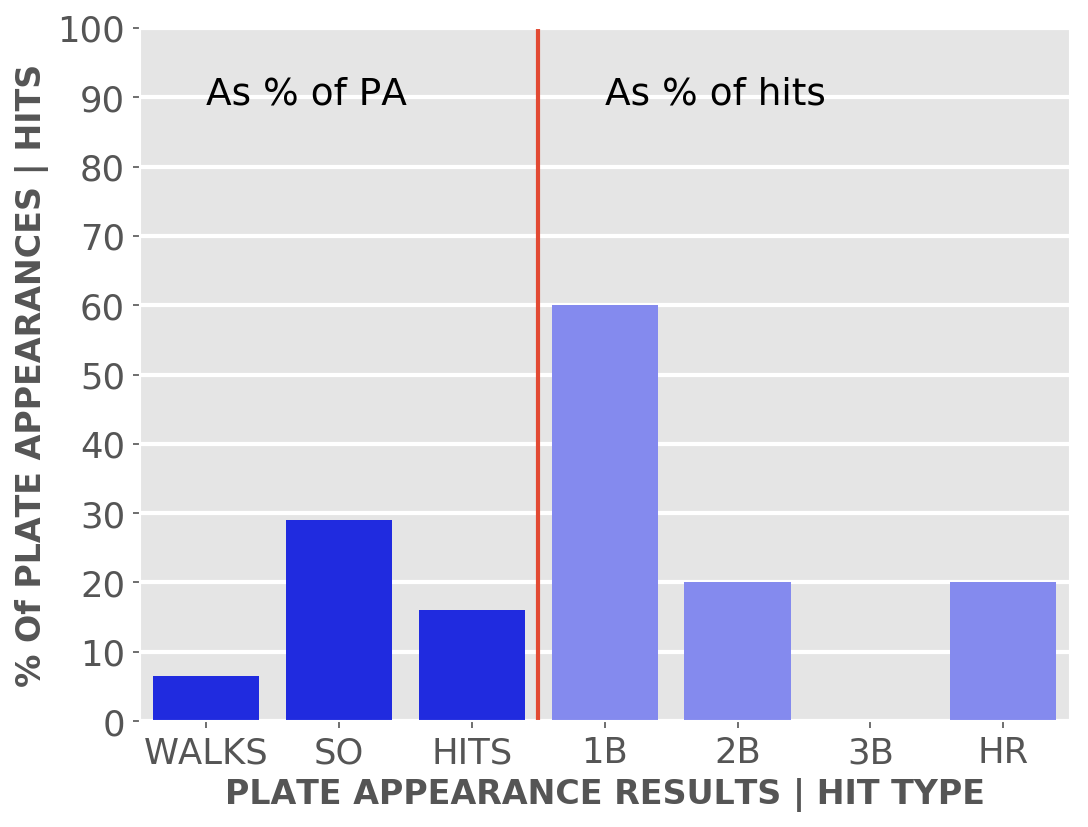 100
90
80
70
60
50
40
30
20
10
0
% Of PLATE APPEARANCES | HITS
As % of PA
As % of hits
WALKS SO HITS 1B 2B 3B HR
PLATE APPEARANCE RESULTS | HIT TYPE